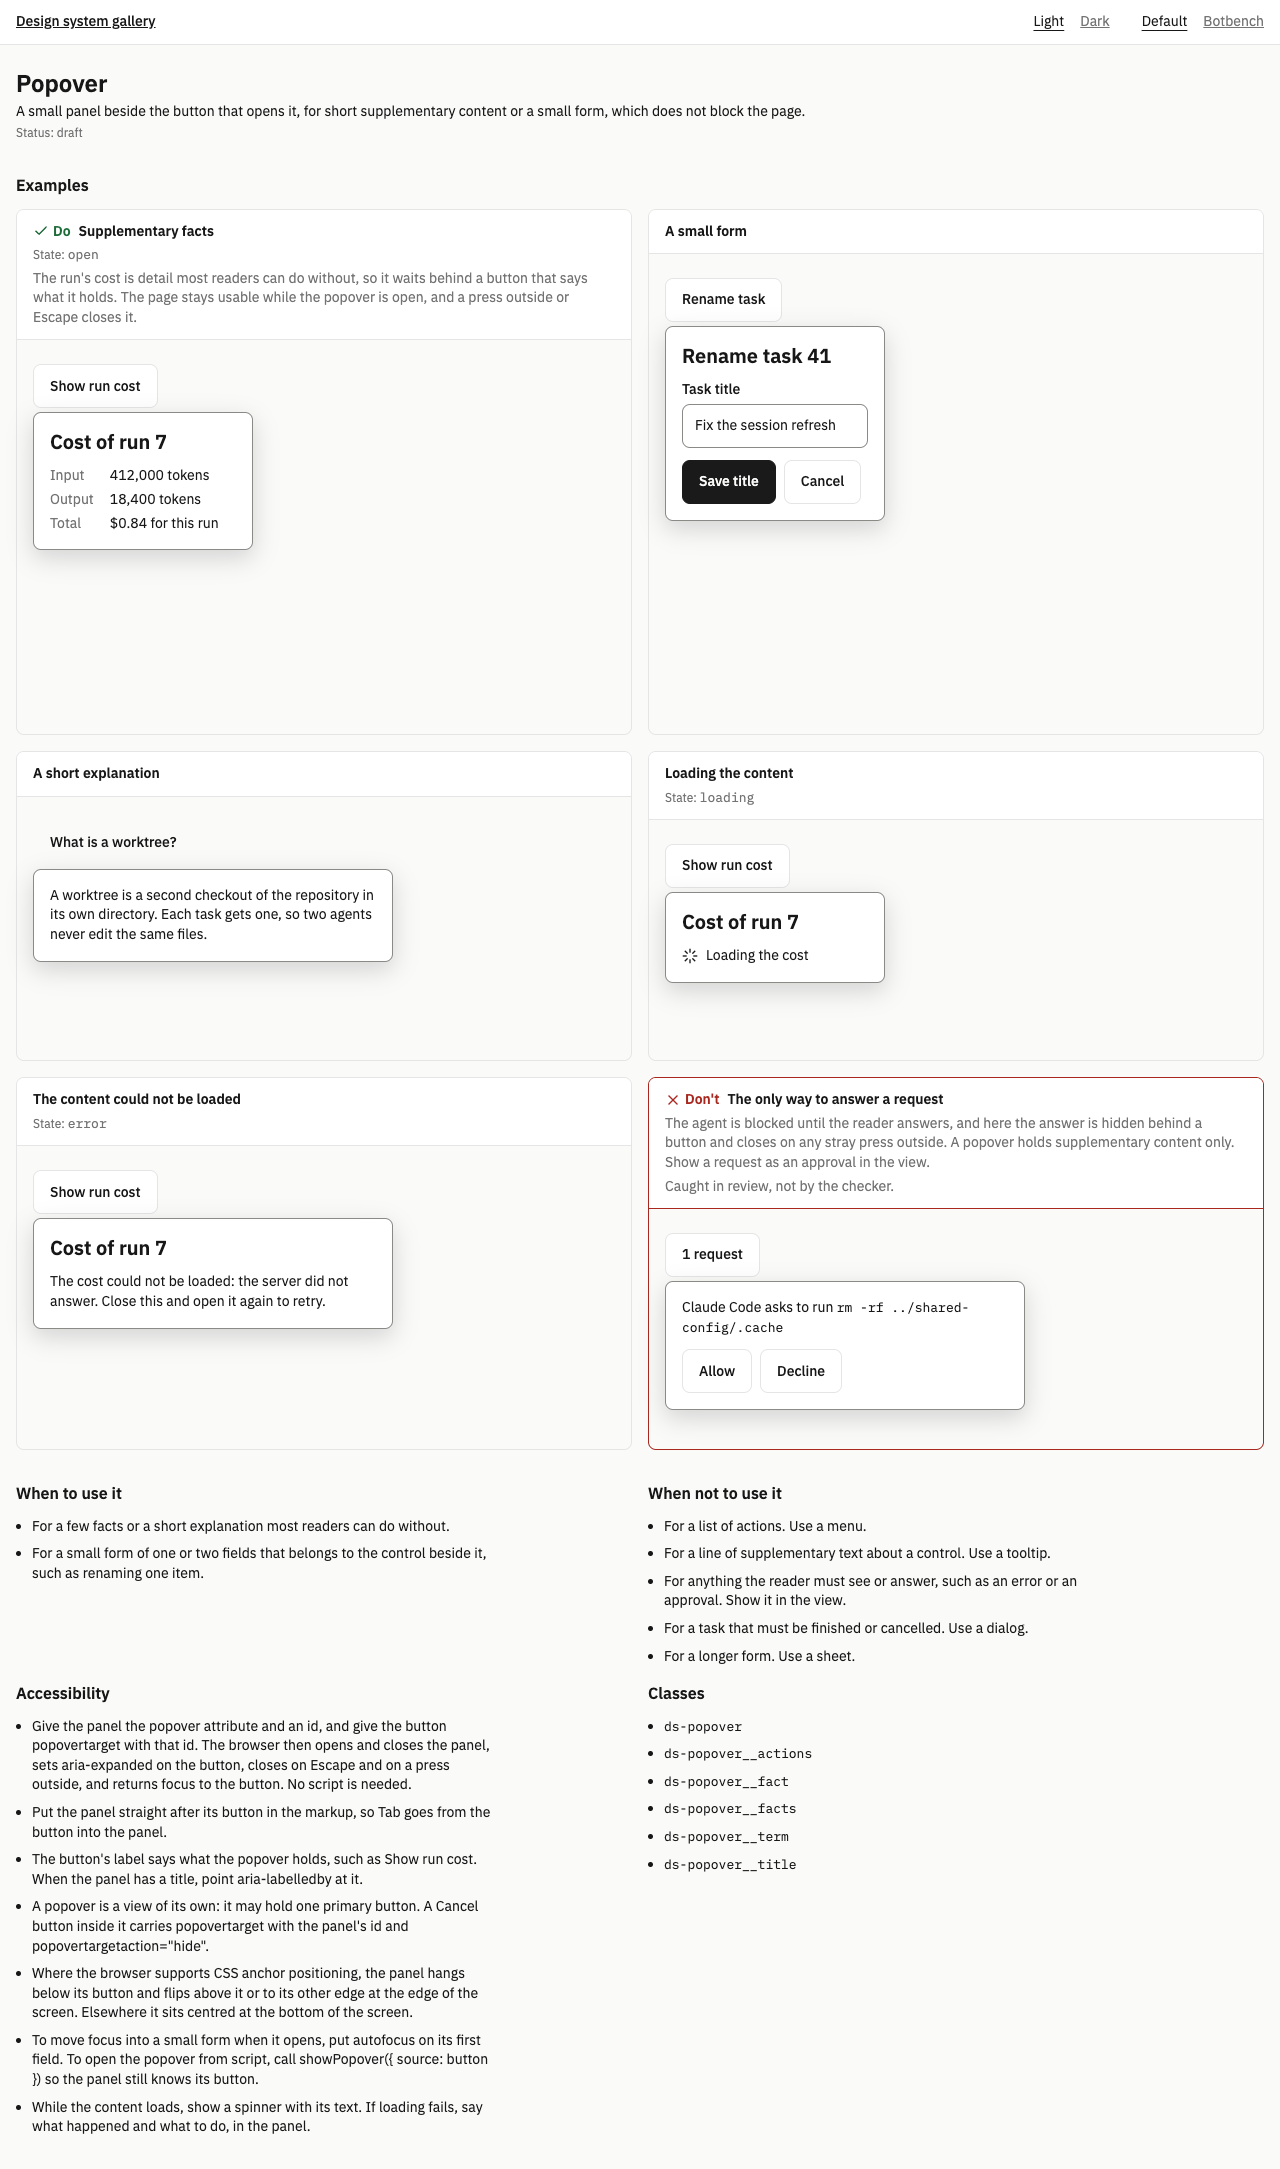 Design system gallery
Light Dark Default Botbench
Popover
A small panel beside the button that opens it, for short supplementary content or a small form, which does not block the page.
Status: draft
Examples
Do Supplementary facts
State: open
The run's cost is detail most readers can do without, so it waits behind a button that says
what it holds. The page stays usable while the popover is open, and a press outside or
Escape closes it.
Show run cost
Cost of run 7
Input 412,000 tokens
Output 18,400 tokens
Total $0.84 for this run
A small form
Rename task
Rename task 41
Task title
Fix the session refresh
Save title Cancel
A short explanation
What is a worktree?
A worktree is a second checkout of the repository in
its own directory. Each task gets one, so two agents
never edit the same files.
Loading the content
State: loading
Show run cost
Cost of run 7
Loading the cost
The content could not be loaded
State: error
Show run cost
Cost of run 7
The cost could not be loaded: the server did not
answer. Close this and open it again to retry.
Don't The only way to answer a request
The agent is blocked until the reader answers, and here the answer is hidden behind a
button and closes on any stray press outside. A popover holds supplementary content only.
Show a request as an approval in the view.
Caught in review, not by the checker.
1 request
Claude Code asks to run rm -rf ../shared-
config/.cache
Allow Decline
When to use it
For a few facts or a short explanation most readers can do without.
For a small form of one or two fields that belongs to the control beside it,
such as renaming one item.
When not to use it
For a list of actions. Use a menu.
For a line of supplementary text about a control. Use a tooltip.
For anything the reader must see or answer, such as an error or an
approval. Show it in the view.
For a task that must be finished or cancelled. Use a dialog.
For a longer form. Use a sheet.
Accessibility
Give the panel the popover attribute and an id, and give the button
popovertarget with that id. The browser then opens and closes the panel,
sets aria-expanded on the button, closes on Escape and on a press
outside, and returns focus to the button. No script is needed.
Put the panel straight after its button in the markup, so Tab goes from the
button into the panel.
The button's label says what the popover holds, such as Show run cost.
When the panel has a title, point aria-labelledby at it.
A popover is a view of its own: it may hold one primary button. A Cancel
button inside it carries popovertarget with the panel's id and
popovertargetaction="hide".
Where the browser supports CSS anchor positioning, the panel hangs
below its button and flips above it or to its other edge at the edge of the
screen. Elsewhere it sits centred at the bottom of the screen.
To move focus into a small form when it opens, put autofocus on its first
field. To open the popover from script, call showPopover({ source: button
}) so the panel still knows its button.
While the content loads, show a spinner with its text. If loading fails, say
what happened and what to do, in the panel.
Classes
ds-popover
ds-popover__actions
ds-popover__fact
ds-popover__facts
ds-popover__term
ds-popover__title